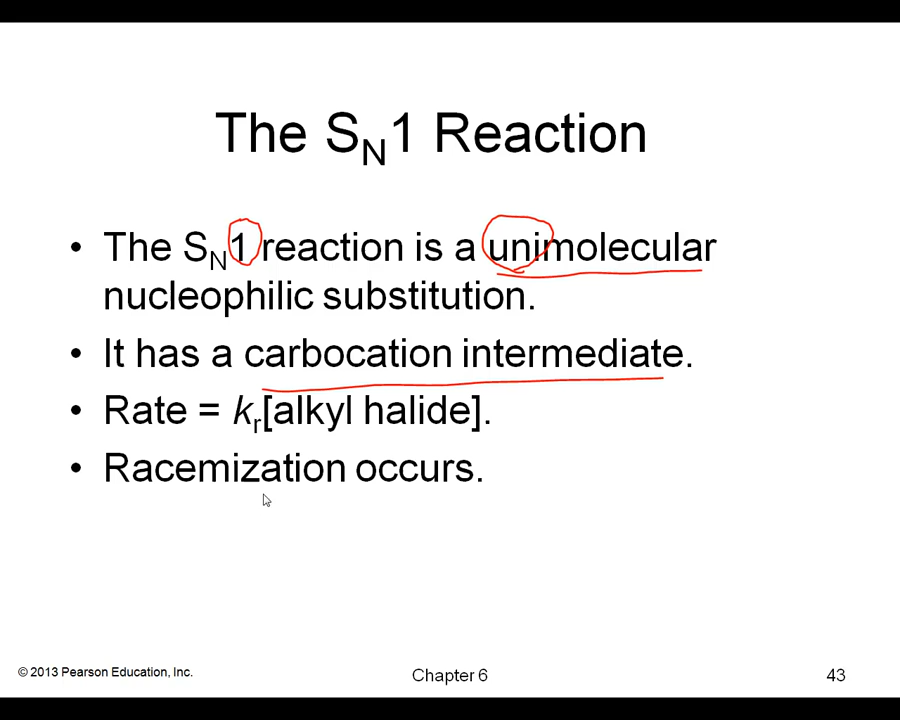 The SN1 Reaction
• The SN1 reaction is a unimolecular
nucleophilic substitution.
• It has a carbocation intermediate.
• Rate = kr[alkyl halide].
• Racemization occurs.
© 2013 Pearson Education, Inc.
Chapter 6
43